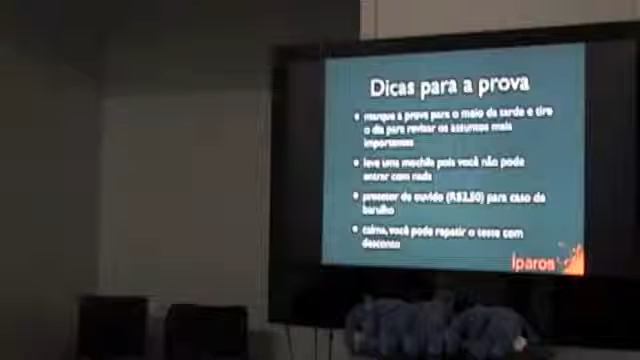 Dicas para a prova
• marque a prova para o meio da tarde e tire
o dia para revisar os assuntos mais
importantes
• leve uma mochila pois você não pode
entrar com nada
• protetor de ouvido (R$3,50) para caso de
barulho
• calma, você pode repetir o teste com
desconto
iparos